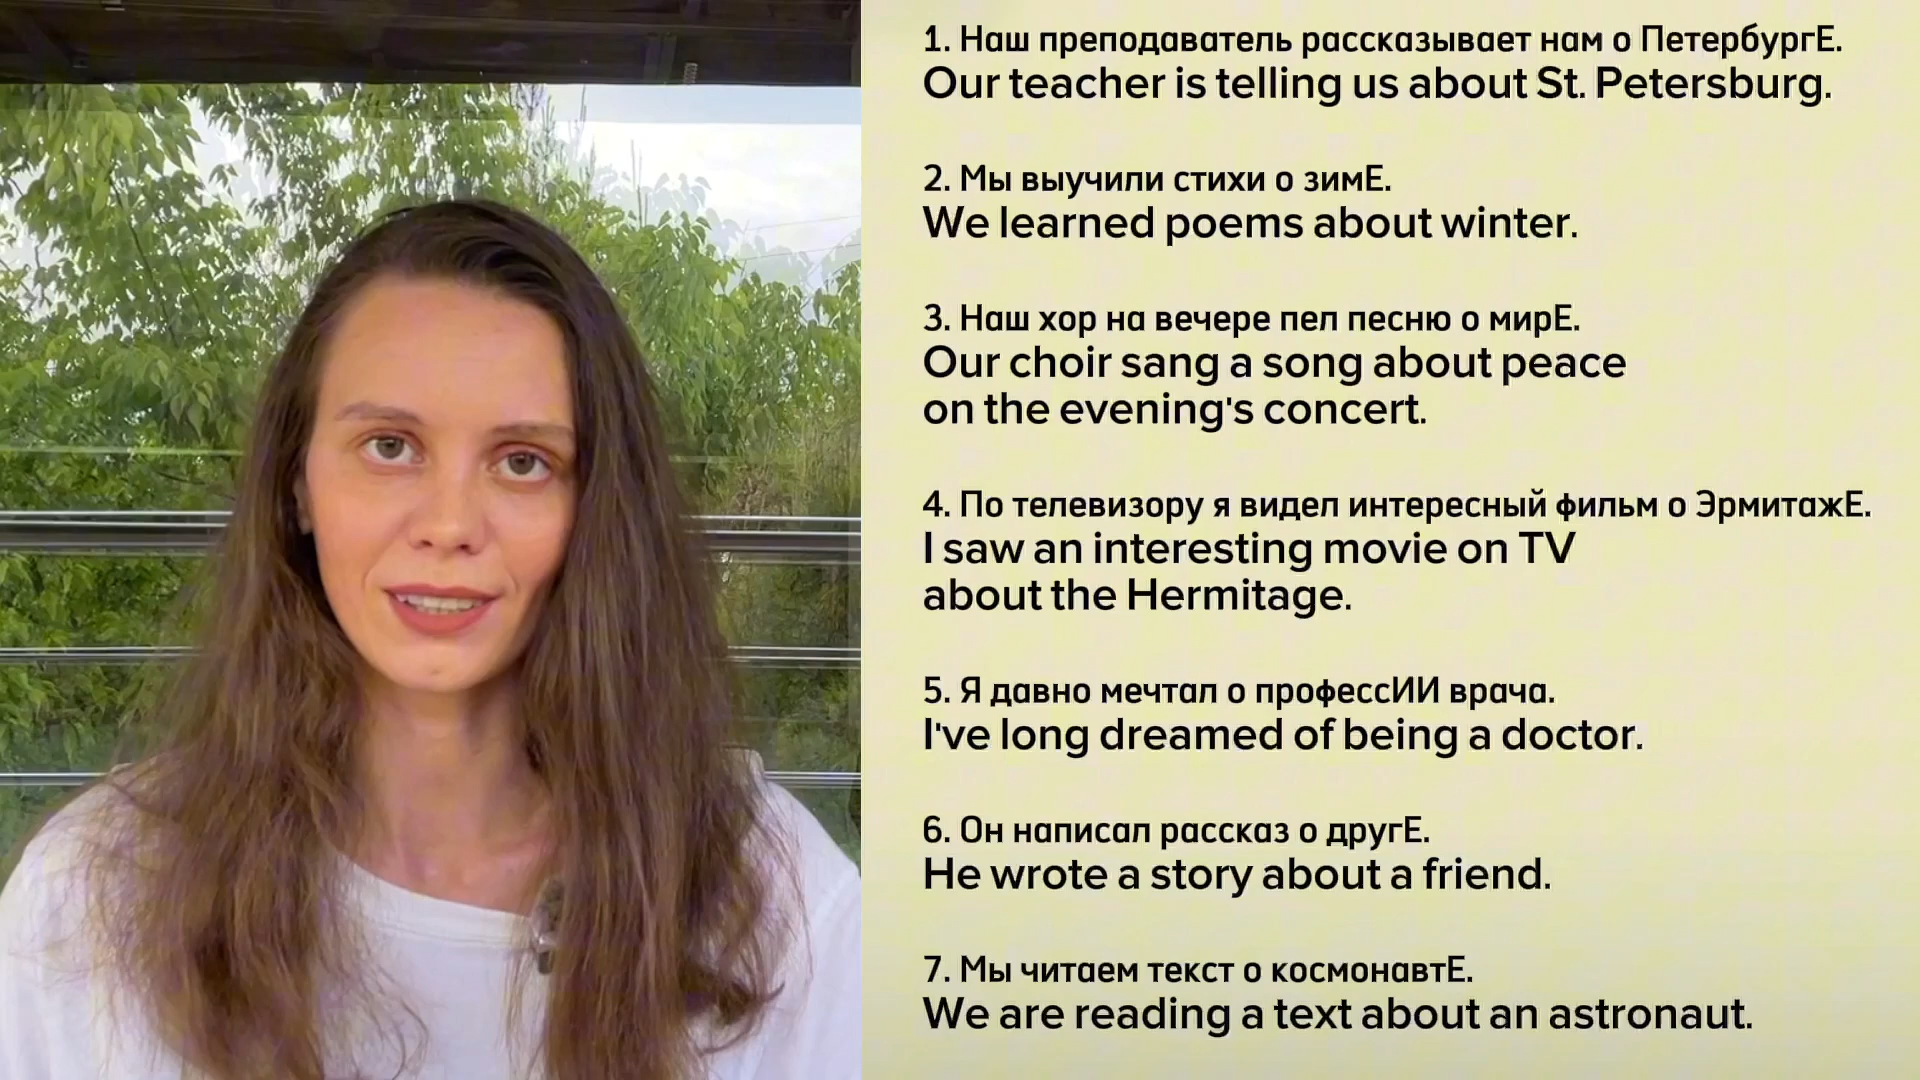 1. Наш преподаватель рассказывает нам о ПетербургЕ.
Our teacher is telling us about St. Petersburg.
2. Мы выучили стихи о зимЕ.
We learned poems about winter.
3. Наш хор на вечере пел песню о мирЕ.
Our choir sang a song about peace
on the evening's concert.
4. По телевизору я видел интересный фильм о ЭрмитажЕ.
I saw an interesting movie on TV
about the Hermitage.
5. Я давно мечтал о профессИИ врача.
I've long dreamed of being a doctor.
6. Он написал рассказ о другЕ.
He wrote a story about a friend.
7. Мы читаем текст о космонавтЕ.
We are reading a text about an astronaut.